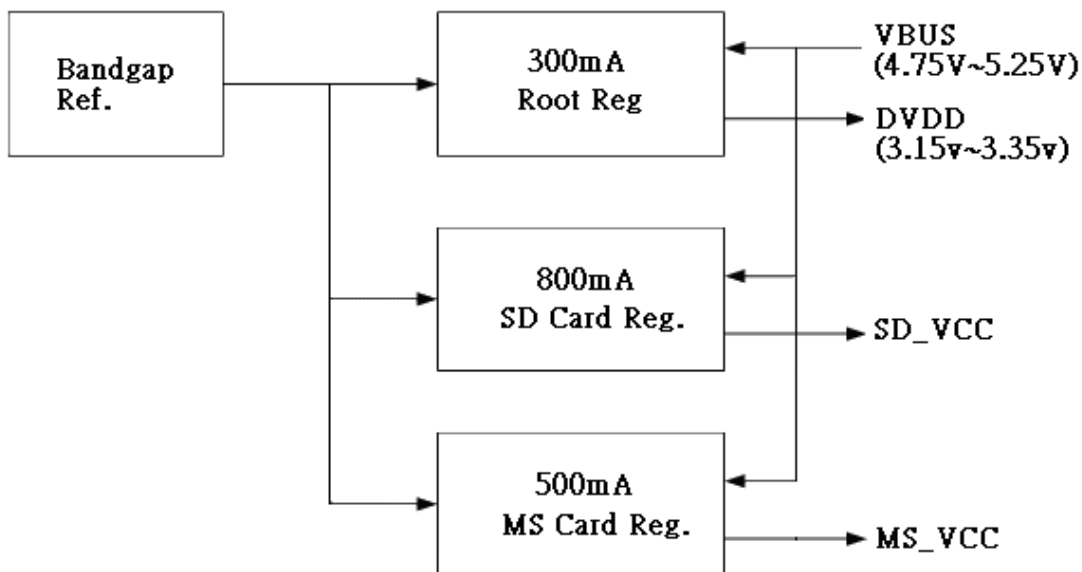 Bandgap
Ref.
300mA
Root Reg
VBUS
(4.75V~5.25V)
DVDD
(3.15v~3.35v)
800mA
SD Card Reg.
SD_VCC
500mA
MS Card Reg.
MS_VCC